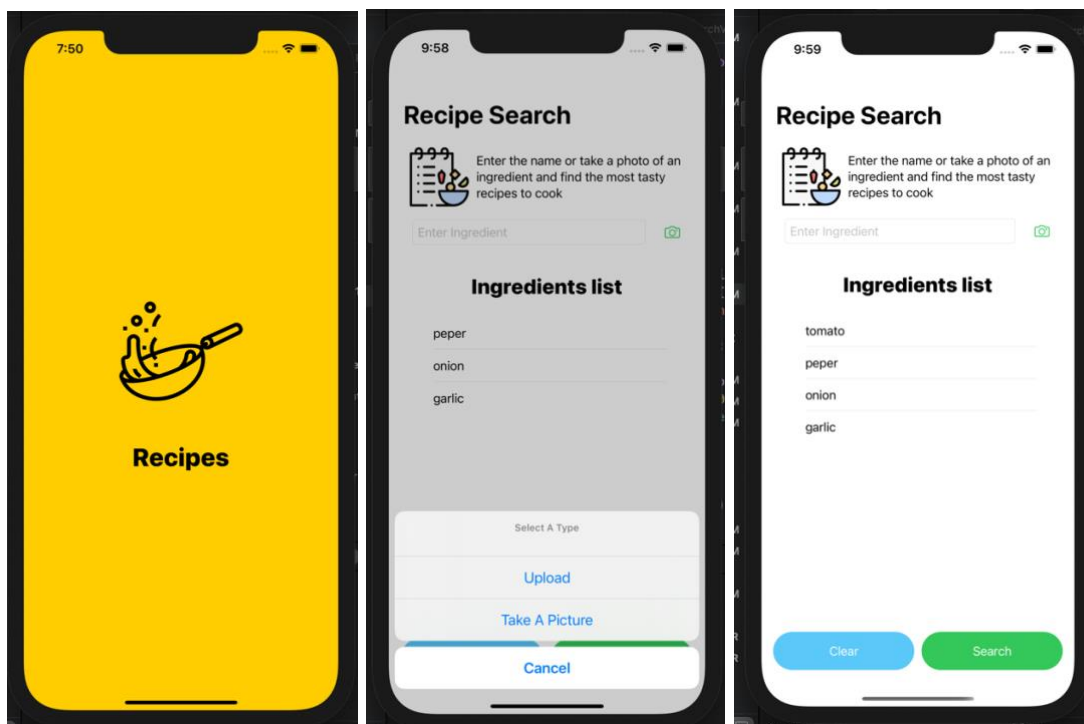 7:50
Recipes
9:58
Recipe Search
Enter the name or take a photo of an
ingredient and find the most tasty
recipes to cook
Enter Ingredient
Ingredients list
peper
onion
garlic
Select A Type
Upload
Take A Picture
Cancel
9:59
Recipe Search
Enter the name or take a photo of an
ingredient and find the most tasty
recipes to cook
Enter Ingredient
Ingredients list
tomato
peper
onion
garlic
Clear
Search